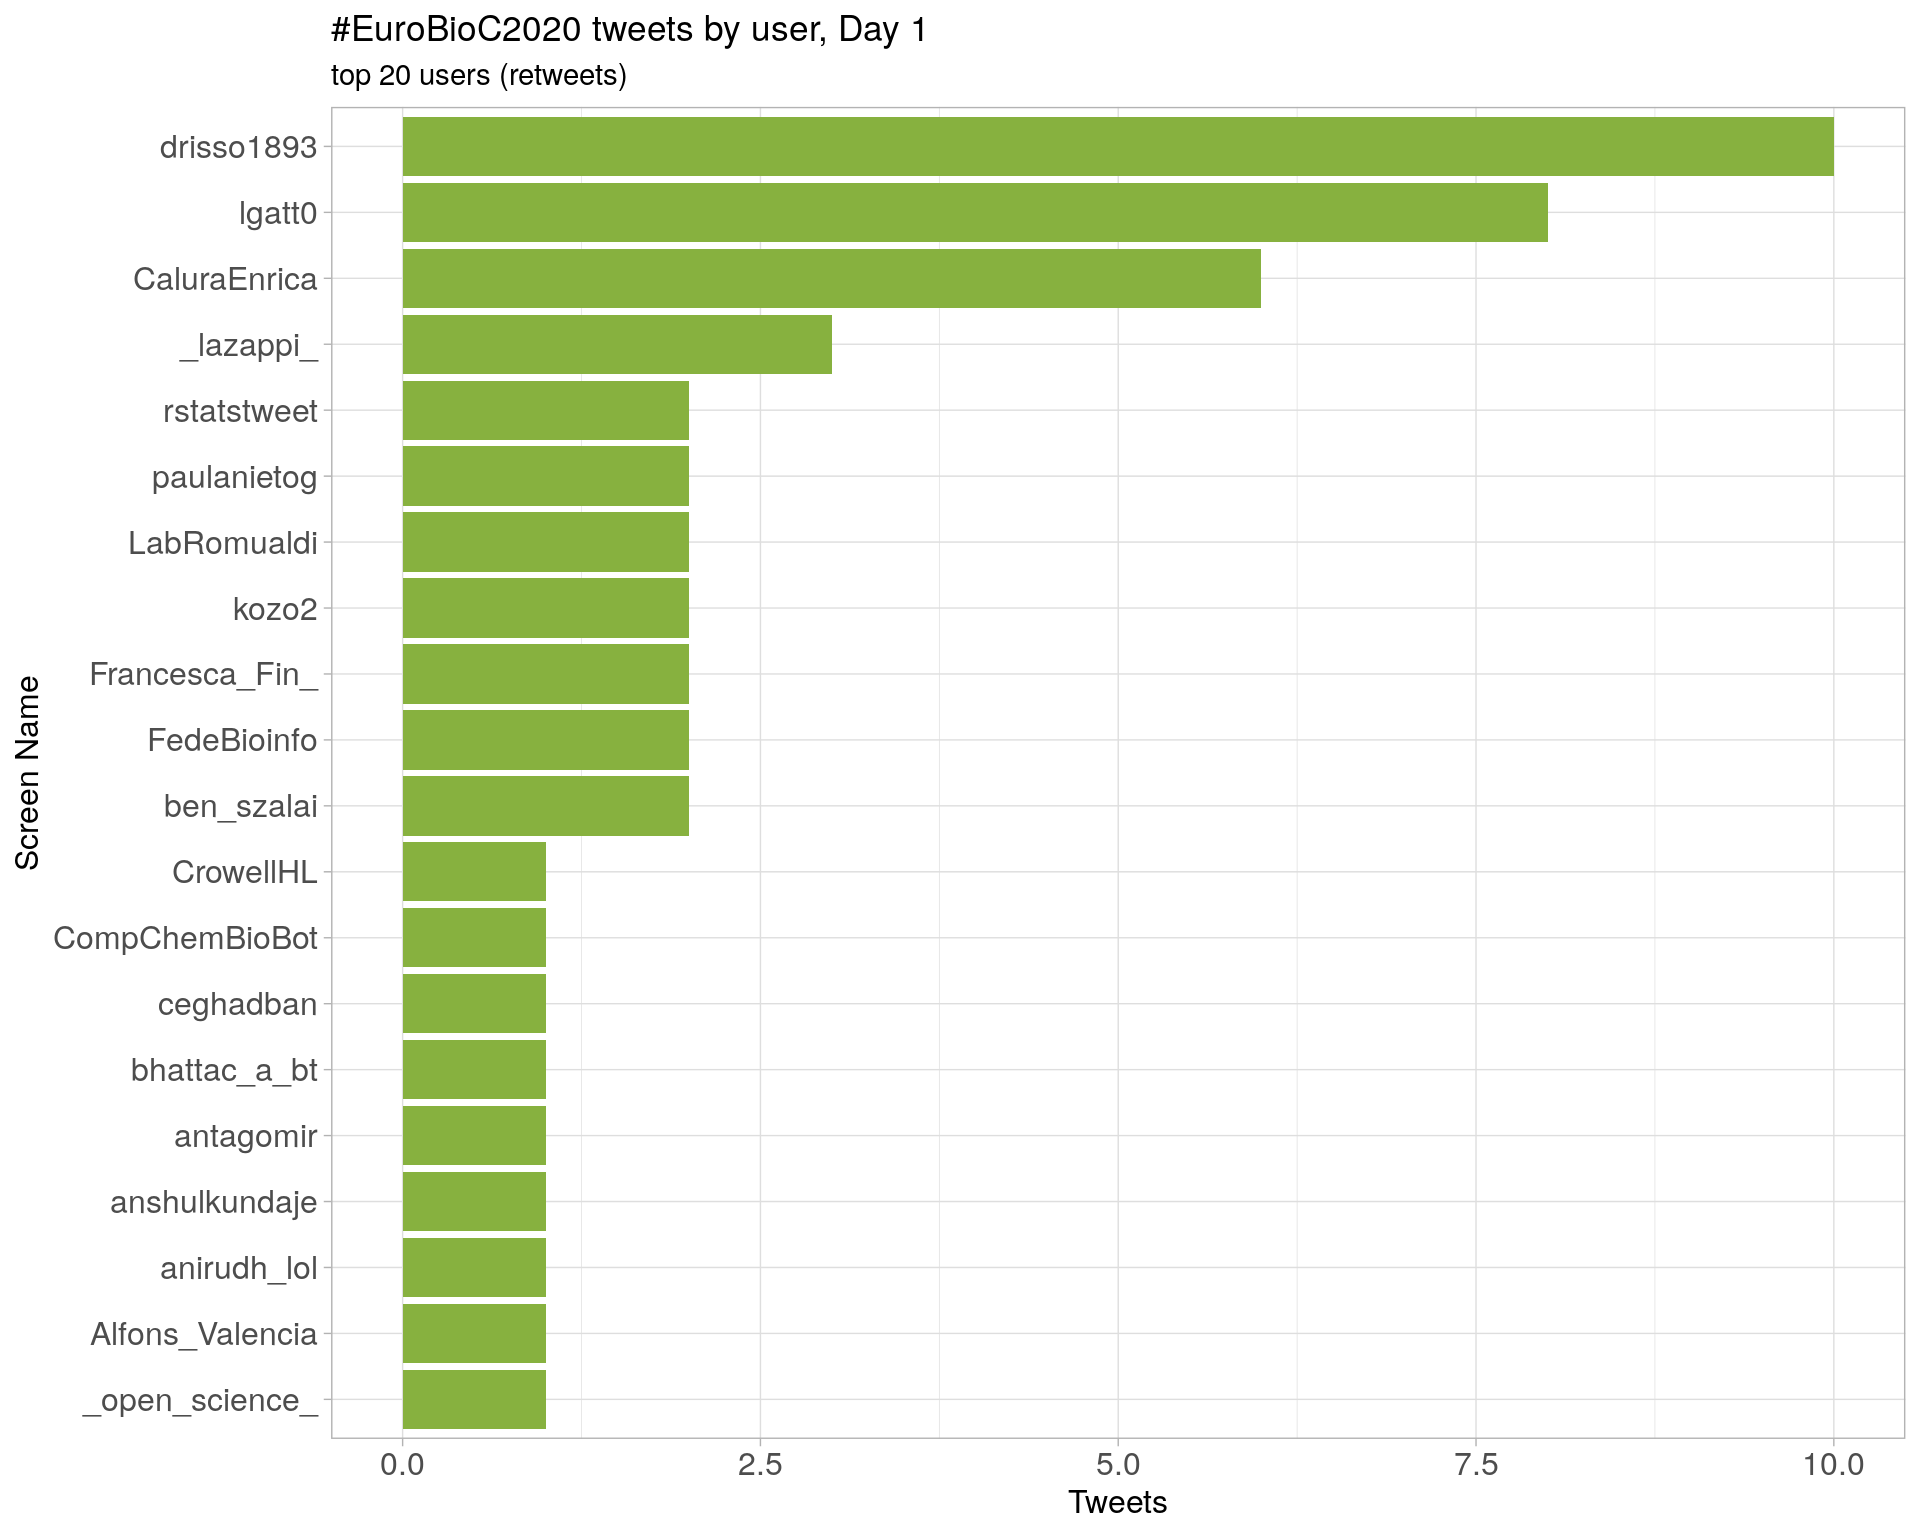 #EuroBioC2020 tweets by user, Day 1
top 20 users (retweets)
Screen Name
drisso1893
lgatt0
CaluraEnrica
_lazappi_
rstatstweet
paulanietog
LabRomualdi
kozo2
Francesca_Fin_
FedeBioinfo
ben_szalai
CrowellHL
CompChemBioBot
ceghadban
bhattac_a_bt
antagomir
anshulkundaje
anirudh_lol
Alfons_Valencia
_open_science_
0.0 2.5 5.0 7.5 10.0
Tweets